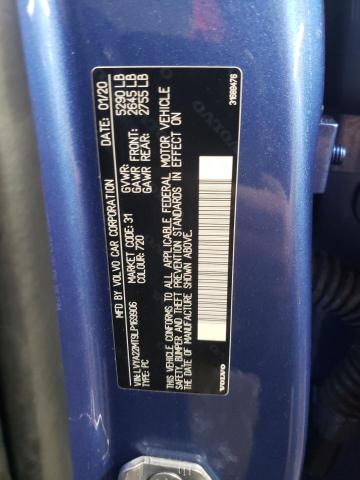 MFD BY VOLVO CAR CORPORATION DATE: 01/20
GVWR: 5290 LB
MARKET CODE: 31 GAWR FRONT: 2645 LB
COLOUR: 720 GAWR REAR: 2755 LB
VIN: LVYA22MT9LP169906
TYPE: PC
THIS VEHICLE CONFORMS TO ALL APPLICABLE FEDERAL MOTOR VEHICLE
SAFETY, BUMPER AND THEFT PREVENTION STANDARDS IN EFFECT ON
THE DATE OF MANUFACTURE SHOWN ABOVE.
VOLVO
31699476